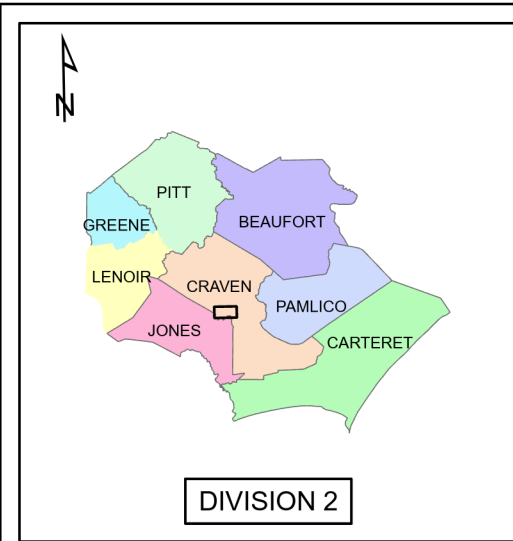 N
PITT
GREENE
BEAUFORT
LENOIR
CRAVEN
PAMLICO
JONES
CARTERET
DIVISION 2